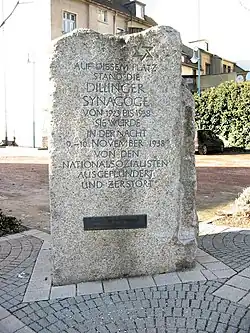 AUF DIESEM PLATZ
STAND DIE
DILLINGER
SYNAGOGE
VON 1923 BIS 1938
SIE WURDE
IN DER NACHT
9.–10. NOVEMBER 1938
VON DEN
NATIONALSOZIALISTEN
AUSGEPLÜNDERT
UND ZERSTÖRT